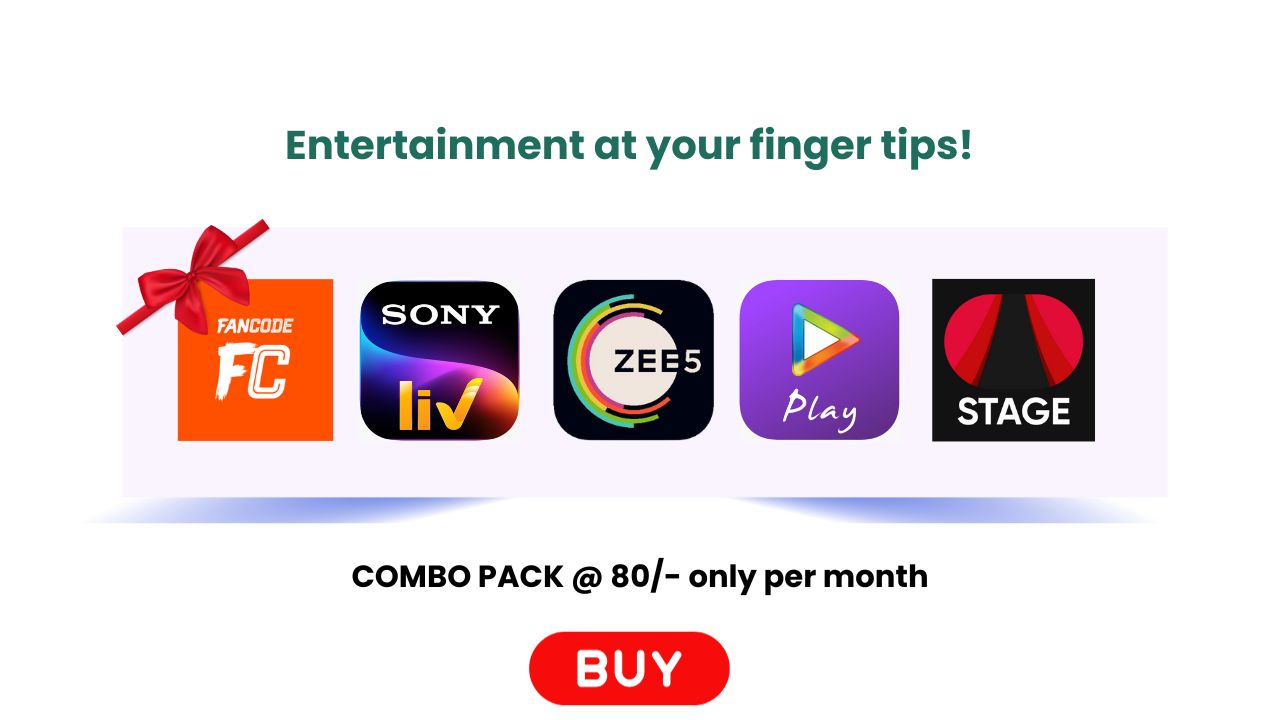 Entertainment at your finger tips!
FANCODE
FC
SONY
liv
ZEE5
Play
STAGE
COMBO PACK @ 80/- only per month
BUY